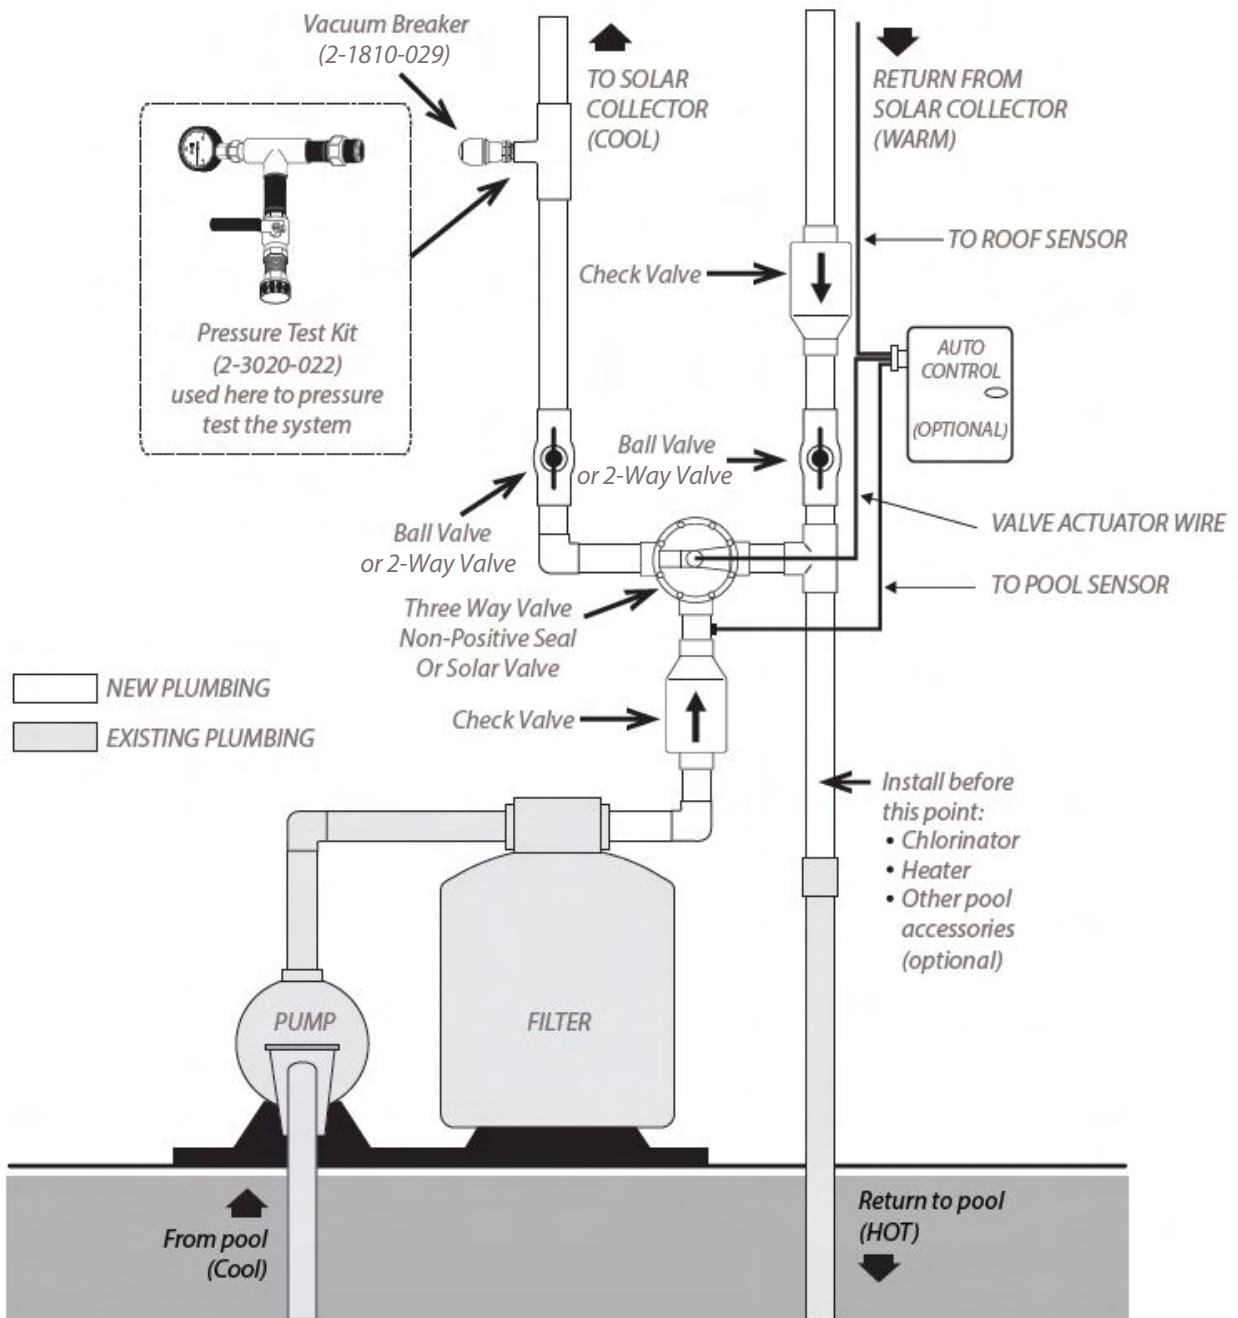 Vacuum Breaker
(2-1810-029)
TO SOLAR
COLLECTOR
(COOL)
RETURN FROM
SOLAR COLLECTOR
(WARM)
TO ROOF SENSOR
Check Valve
Pressure Test Kit
(2-3020-022)
used here to pressure
test the system
AUTO
CONTROL
(OPTIONAL)
Ball Valve
or 2-Way Valve
Ball Valve
or 2-Way Valve
VALVE ACTUATOR WIRE
TO POOL SENSOR
Three Way Valve
Non-Positive Seal
Or Solar Valve
NEW PLUMBING
EXISTING PLUMBING
Check Valve
Install before
this point:
• Chlorinator
• Heater
• Other pool
accessories
(optional)
PUMP
FILTER
From pool
(Cool)
Return to pool
(HOT)